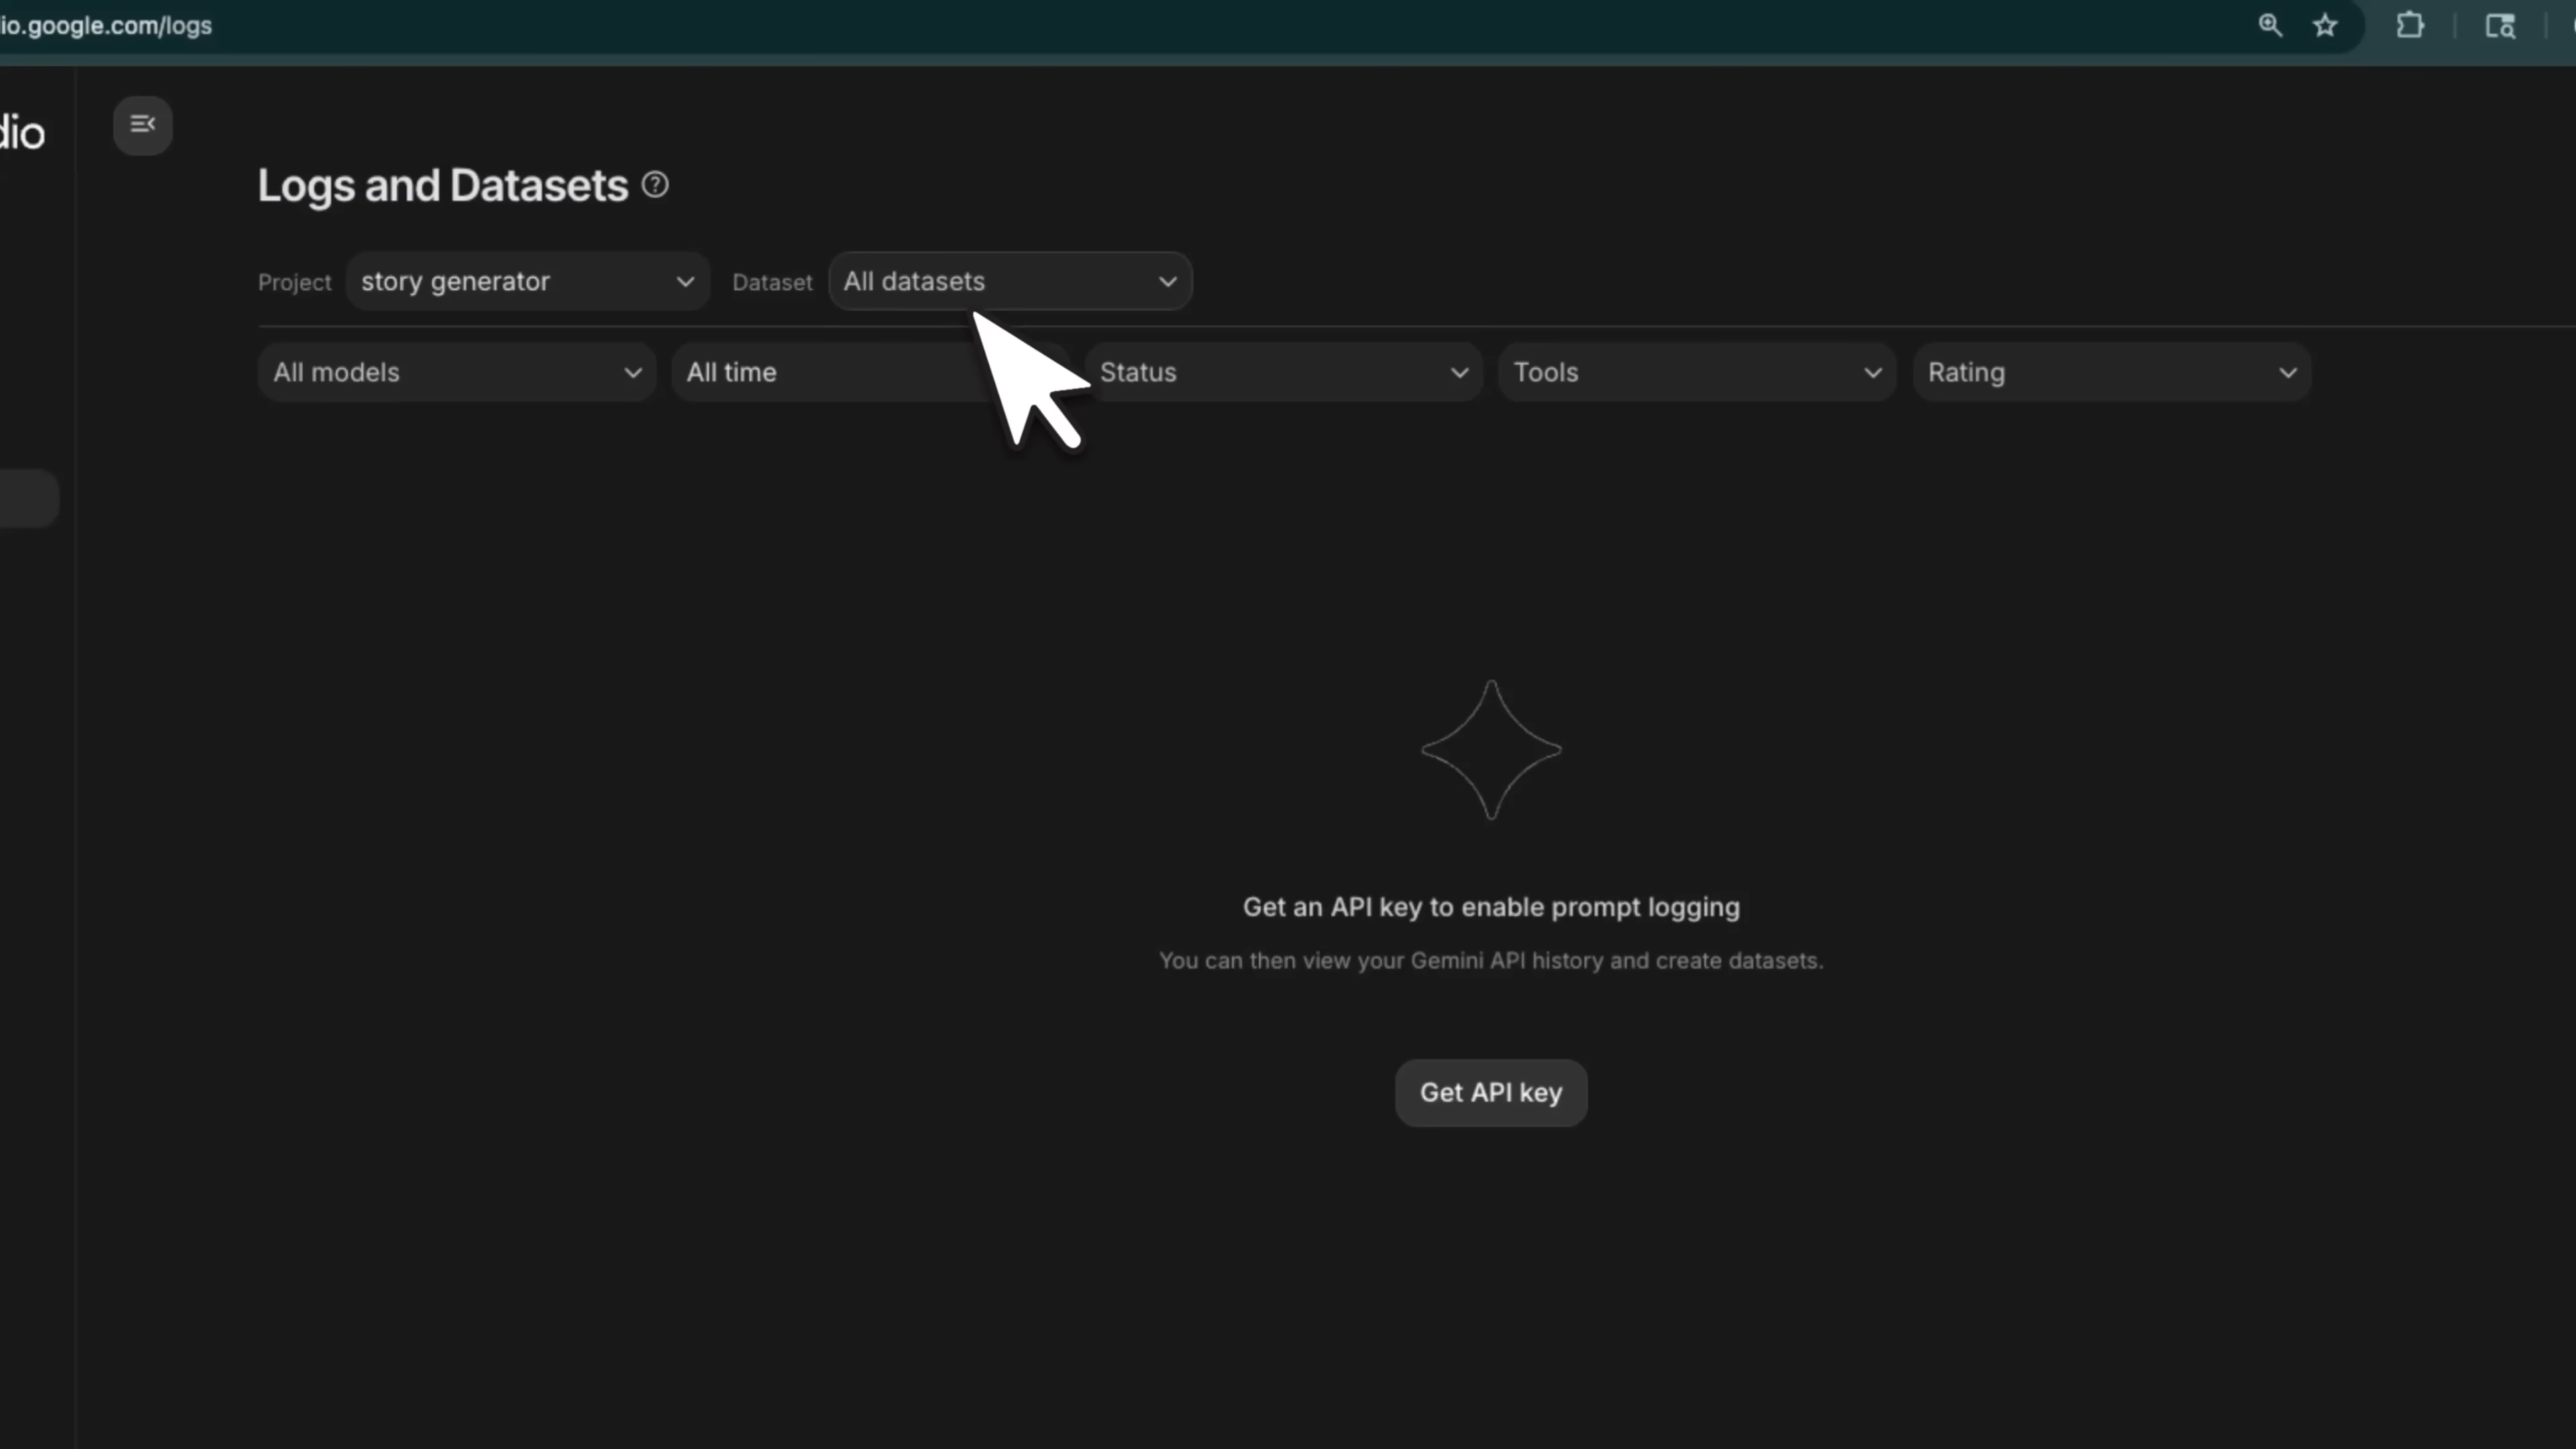 io.google.com/logs
dio
Logs and Datasets
Project story generator Dataset All datasets
All models All time Status Tools Rating
Get an API key to enable prompt logging
You can then view your Gemini API history and create datasets.
Get API key